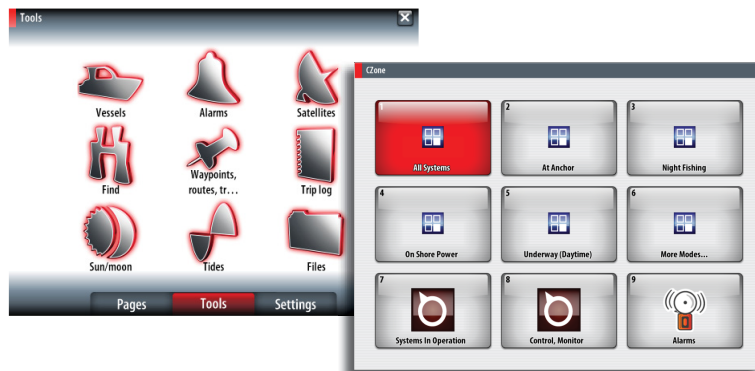 Tools
Vessels
Alarms
Satellites
Find
Waypoints,
routes, tr...
Trip log
Sun/moon
Tides
Files
Pages
Tools
Settings
CZone
1
All Systems
2
At Anchor
3
Night Fishing
4
On Shore Power
5
Underway (Daytime)
6
More Modes...
7
Systems In Operation
8
Control, Monitor
9
Alarms